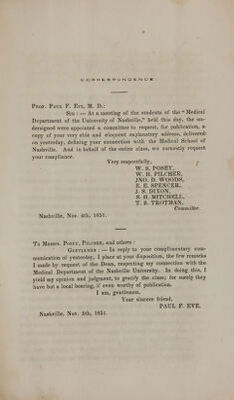 CORRESPONDENCE.
Prof. Paul F. Eve, M. D.:
Sir: — At a meeting of the students of the "Medical
Department of the University of Nashville," held this day, the un-
dersigned were appointed a committee to request, for publication, a
copy of your very able and eloquent explanatory address, delivered
on yesterday, defining your connection with the Medical School of
Nashville. And in behalf of the entire class, we earnestly request
your compliance.
Very respectfully,
W. B. POSEY,
W. H. PILCHER,
JNO. D. WOODS,
E. E. SPENCER,
J. S. DIXON,
S. H. MITCHELL,
T. S. TROTMAN,
Committee.
Nashville, Nov. 4th, 1851.
To Messrs. Posey, Pilcher, and others:
Gentlemen: — In reply to your complimentary com-
munication of yesterday, I place at your disposition, the few remarks
I made by request of the Dean, respecting my connection with the
Medical Department of the Nashville University. In doing this, I
yield my opinion and judgment, to gratify the class; for surely they
have but a local bearing, if even worthy of publication.
I am, gentlemen,
Your sincere friend,
PAUL F. EVE.
Nashville, Nov. 5th, 1851.